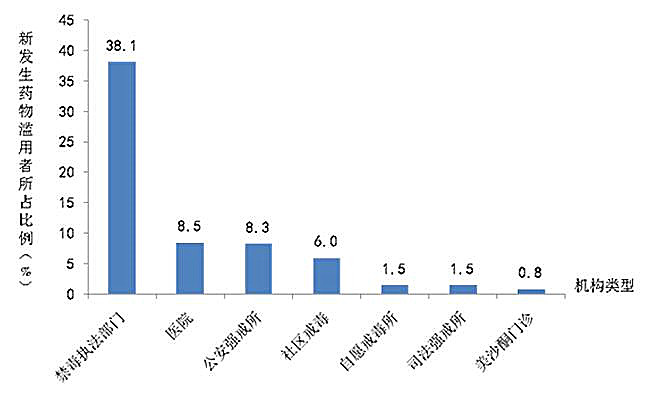 新发生药物滥用者所占比例（%）
45
40
35
30
25
20
15
10
5
0
38.1
8.5
8.3
6.0
1.5
1.5
0.8
机构类型
禁毒执法部门
医院
公安强戒所
社区戒毒
自愿戒毒所
司法强戒所
美沙酮门诊